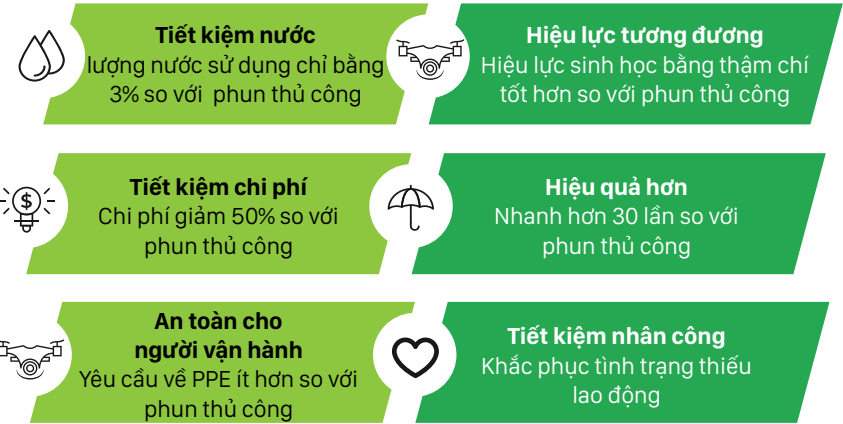 Tiết kiệm nước
lượng nước sử dụng chỉ bằng
3% so với phun thủ công
Hiệu lực tương đương
Hiệu lực sinh học bằng thậm chí
tốt hơn so với phun thủ công
Tiết kiệm chi phí
Chi phí giảm 50% so với
phun thủ công
Hiệu quả hơn
Nhanh hơn 30 lần so với
phun thủ công
An toàn cho
người vận hành
Yêu cầu về PPE ít hơn so với
phun thủ công
Tiết kiệm nhân công
Khắc phục tình trạng thiếu
lao động